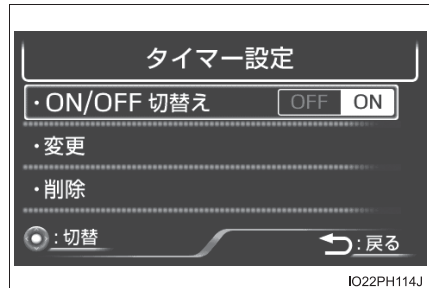 タイマー設定
・ON/OFF 切替え OFF ON
・変更
・削除
:切替 :戻る
IO22PH114J